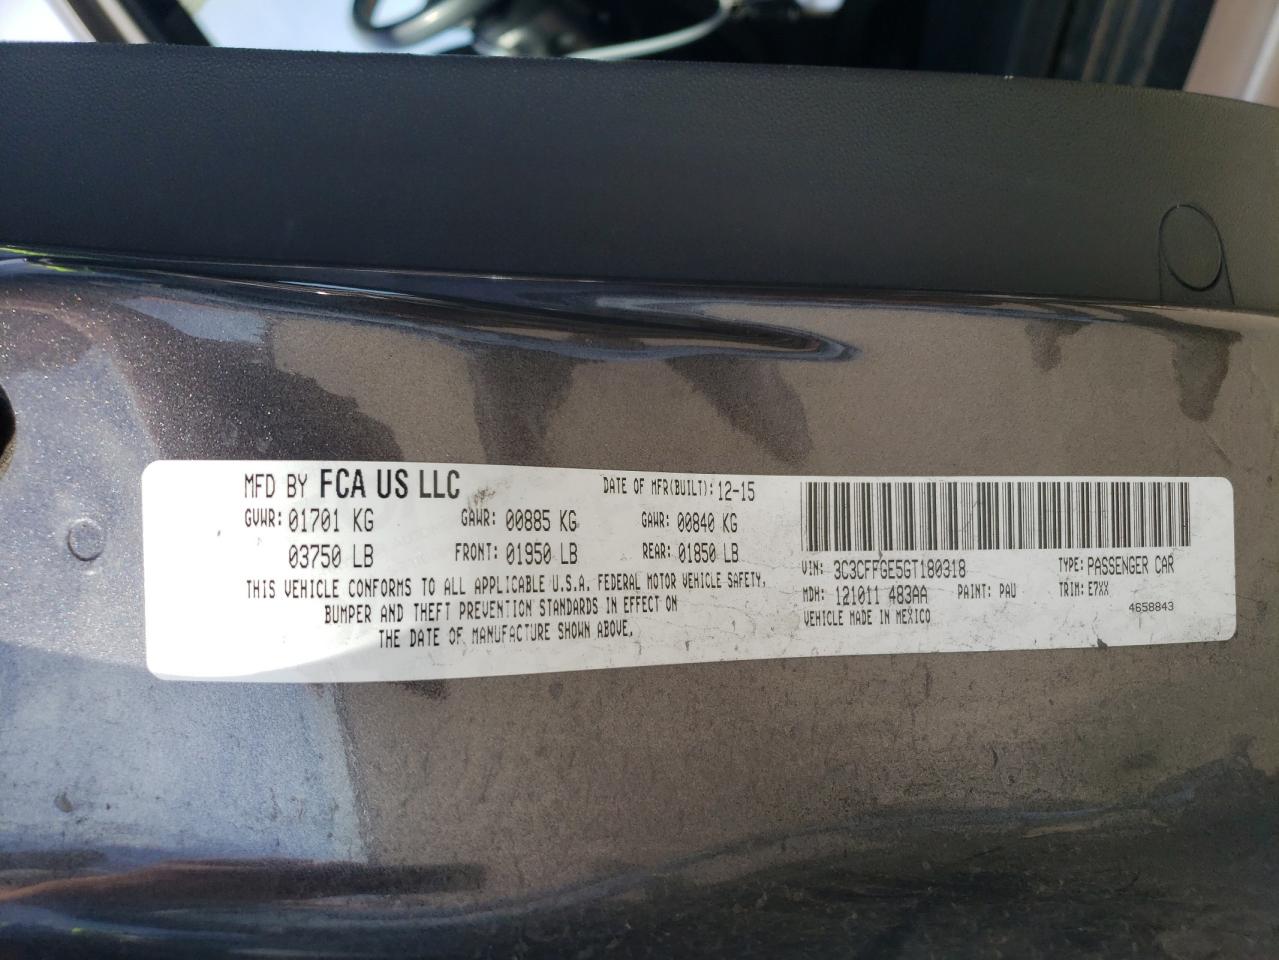 MFD BY FCA US LLC DATE OF MFR(BUILT): 12-15
GVWR: 01701 KG GAWR: 00885 KG GAWR: 00840 KG
03750 LB FRONT: 01950 LB REAR: 01850 LB
THIS VEHICLE CONFORMS TO ALL APPLICABLE U.S.A. FEDERAL MOTOR VEHICLE SAFETY,
BUMPER AND THEFT PREVENTION STANDARDS IN EFFECT ON
THE DATE OF MANUFACTURE SHOWN ABOVE.
VIN: 3C3CFFGE5GT180318 TYPE: PASSENGER CAR
MDH: 121011 483AA PAINT: PAU TRIM: E7XX
VEHICLE MADE IN MEXICO 4658843